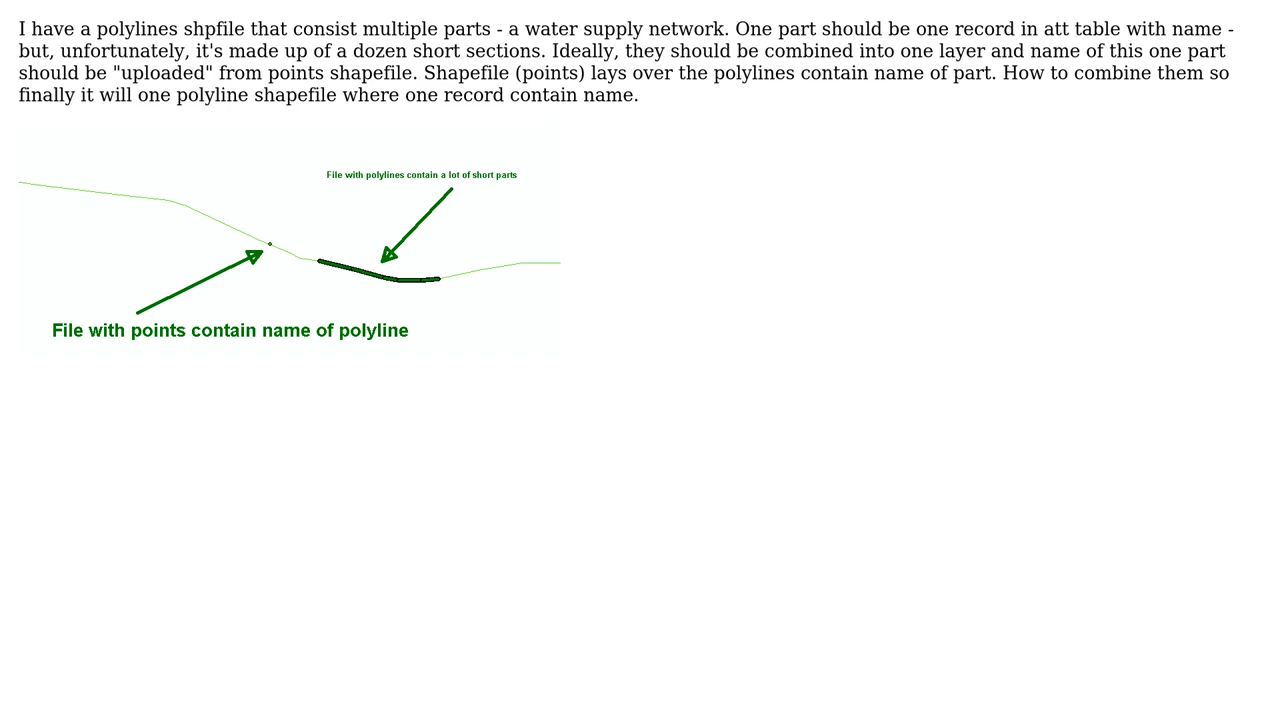 I have a polylines shpfile that consist multiple parts - a water supply network. One part should be one record in att table with name -
but, unfortunately, it's made up of a dozen short sections. Ideally, they should be combined into one layer and name of this one part
should be "uploaded" from points shapefile. Shapefile (points) lays over the polylines contain name of part. How to combine them so
finally it will one polyline shapefile where one record contain name.
File with polylines contain a lot of short parts
File with points contain name of polyline